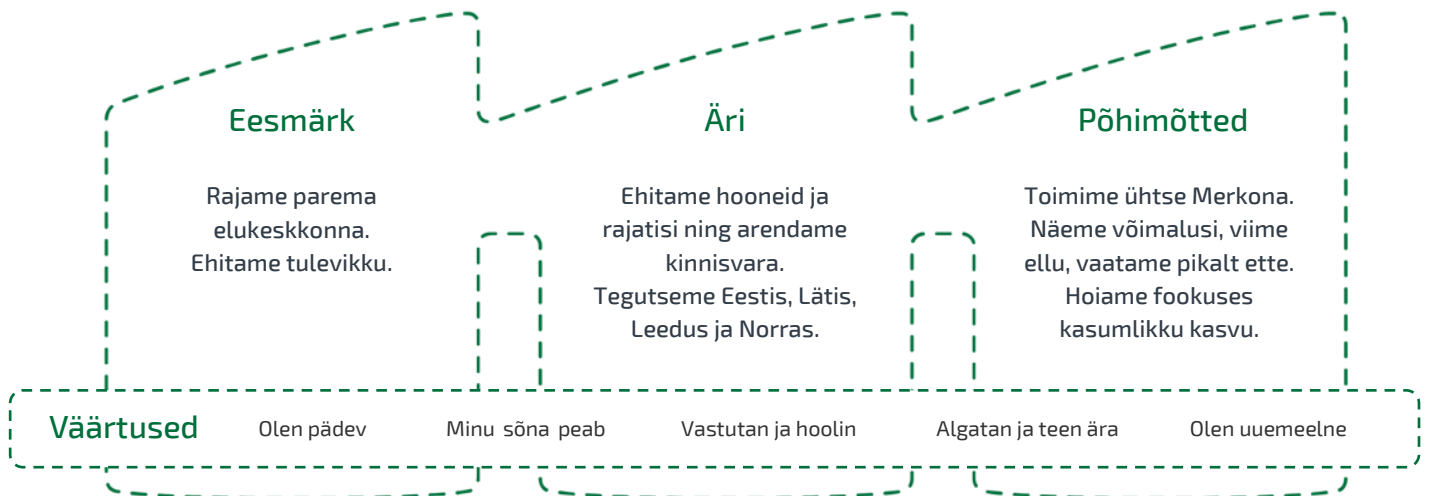 Eesmärk
Rajame parema
elukeskkonna.
Ehitame tulevikku.
Äri
Ehitame hooneid ja
rajatisi ning arendame
kinnisvara.
Tegutseme Eestis, Lätis,
Leedus ja Norras.
Põhimõtted
Toimime ühtse Merkona.
Näeme võimalusi, viime
ellu, vaatame pikalt ette.
Hoiame fookuses
kasumlikku kasvu.
Väärtused
Olen pädev
Minu sõna peab
Vastutan ja hoolin
Algatan ja teen ära
Olen uuemeelne